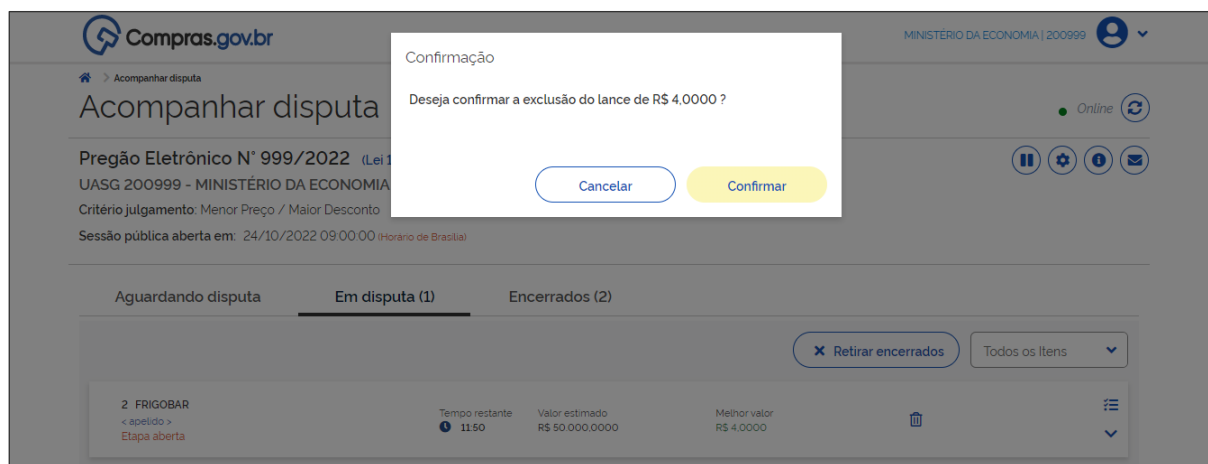 Compras.gov.br
MINISTÉRIO DA ECONOMIA | 200999
Confirmação
Deseja confirmar a exclusão do lance de R$ 4,0000 ?
Cancelar
Confirmar
Acompanhar disputa
Acompanhar disputa
Online
Pregão Eletrônico N° 999/2022 (Lei 1
UASG 200999 - MINISTÉRIO DA ECONOMIA
Critério julgamento: Menor Preço / Maior Desconto
Sessão pública aberta em: 24/10/2022 09:00:00 (Horário de Brasília)
Aguardando disputa
Em disputa (1)
Encerrados (2)
Retirar encerrados
Todos os Itens
2 FRIGOBAR
< apelido >
Etapa aberta
Tempo restante
11:50
Valor estimado
R$ 50.000,0000
Melhor valor
R$ 4,0000